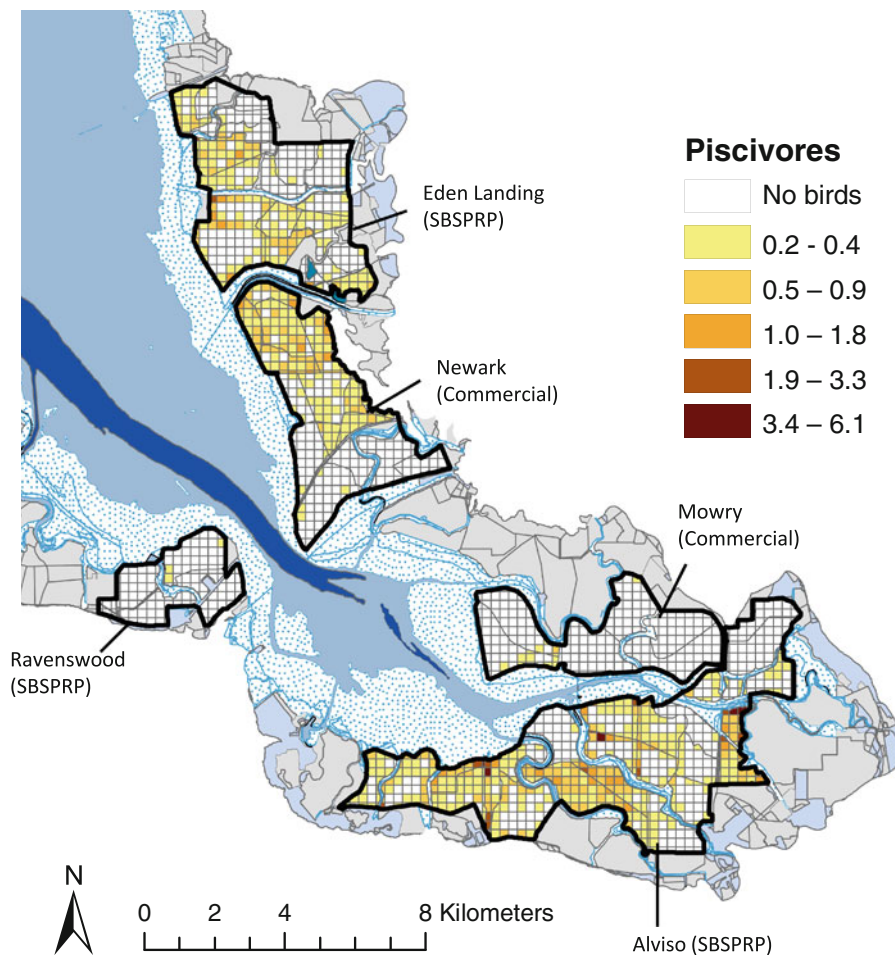 Piscivores
No birds
0.2 - 0.4
0.5 – 0.9
1.0 – 1.8
1.9 – 3.3
3.4 – 6.1
Eden Landing
(SBSPRP)
Newark
(Commercial)
Mowry
(Commercial)
Ravenswood
(SBSPRP)
Alviso (SBSPRP)
N
0 2 4 8 Kilometers